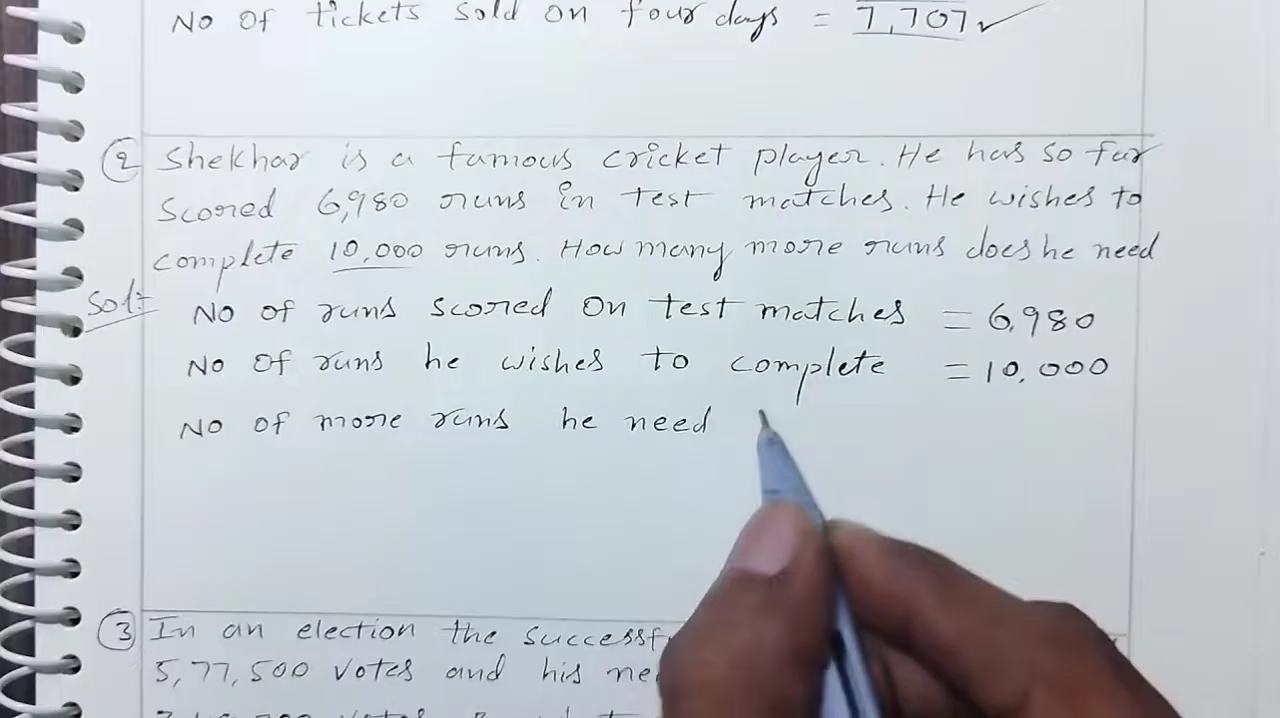 No of tickets sold on four days = 7,707 ✓
② Shekhar is a famous cricket player. He has so far
scored 6,980 runs in test matches. He wishes to
complete 10,000 runs. How many more runs does he need
Sol:- No of runs scored on test matches = 6,980
No of runs he wishes to complete = 10,000
No of more runs he need
③ In an election the successf
5,77,500 votes and his ne